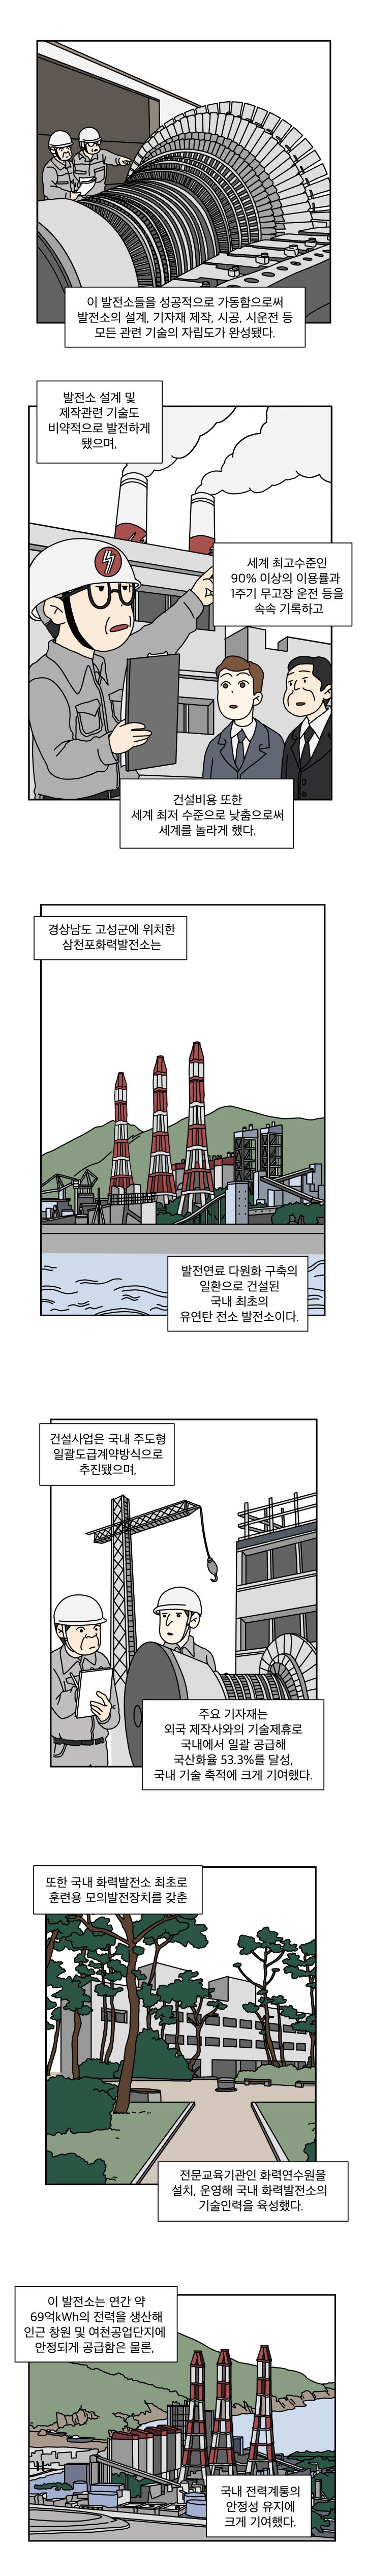 이 발전소들을 성공적으로 가동함으로써
발전소의 설계, 기자재 제작, 시공, 시운전 등
모든 관련 기술의 자립도가 완성됐다.
발전소 설계 및
제작관련 기술도
비약적으로 발전하게
됐으며,
세계 최고수준인
90% 이상의 이용률과
1주기 무고장 운전 등을
속속 기록하고
건설비용 또한
세계 최저 수준으로 낮춤으로써
세계를 놀라게 했다.
경상남도 고성군에 위치한
삼천포화력발전소는
발전연료 다원화 구축의
일환으로 건설된
국내 최초의
유연탄 전소 발전소이다.
건설사업은 국내 주도형
일괄도급계약방식으로
추진됐으며,
주요 기자재는
외국 제작사와의 기술제휴로
국내에서 일괄 공급해
국산화율 53.3%를 달성,
국내 기술 축적에 크게 기여했다.
또한 국내 화력발전소 최초로
훈련용 모의발전장치를 갖춘
전문교육기관인 화력연수원을
설치, 운영해 국내 화력발전소의
기술인력을 육성했다.
이 발전소는 연간 약
69억kWh의 전력을 생산해
인근 창원 및 여천공업단지에
안정되게 공급함은 물론,
국내 전력계통의
안정성 유지에
크게 기여했다.